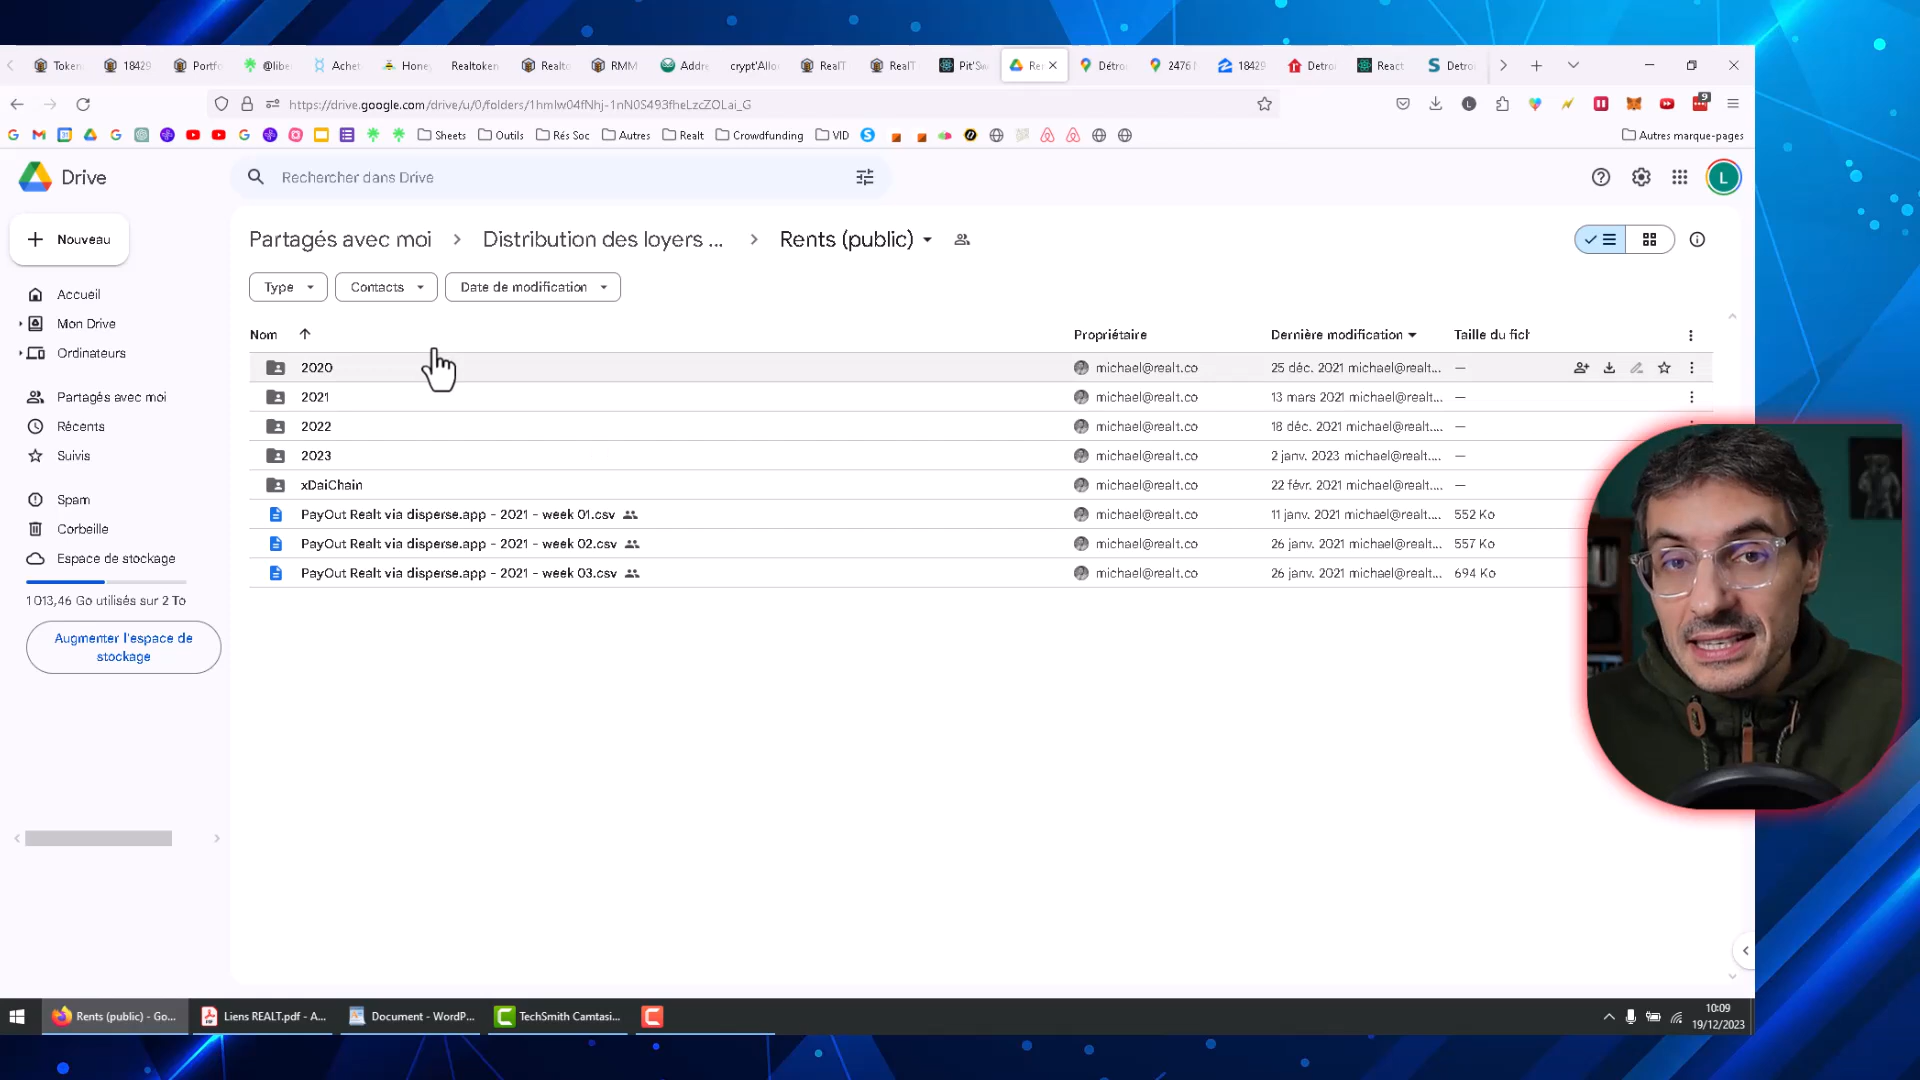 Token
18429
Portfo
@libe
Achet
Hone
Realtoken
Realto
RMM
Addre
crypt'Allo
RealT
RealT
Pit'Sw
Re
Détro
2476
18429
Detro
React
Detro
https://drive.google.com/drive/u/0/folders/1hmIw04fNhj-1nN0S493fheLzcZOLai_G
9
Sheets
Outils
Rés Soc
Autres
Realt
Crowdfunding
VID
Autres marque-pages
Drive
Rechercher dans Drive
L
Nouveau
Partagés avec moi > Distribution des loyers ... > Rents (public)
Type
Contacts
Date de modification
Accueil
Mon Drive
Ordinateurs
Partagés avec moi
Récents
Suivis
Spam
Corbeille
Espace de stockage
1 013,46 Go utilisés sur 2 To
Augmenter l'espace de
stockage
Nom Propriétaire Dernière modification Taille du fich
2020 michael@realt.co 25 déc. 2021 michael@realt... —
2021 michael@realt.co 13 mars 2021 michael@realt... —
2022 michael@realt.co 18 déc. 2021 michael@realt.... —
2023 michael@realt.co 2 janv. 2023 michael@realt.... —
xDaiChain michael@realt.co 22 févr. 2021 michael@realt... —
PayOut Realt via disperse.app - 2021 - week 01.csv michael@realt.co 11 janv. 2021 michael@realt... 552 Ko
PayOut Realt via disperse.app - 2021 - week 02.csv michael@realt.co 26 janv. 2021 michael@realt... 557 Ko
PayOut Realt via disperse.app - 2021 - week 03.csv michael@realt.co 26 janv. 2021 michael@realt... 694 Ko
Rents (public) - Go...
Liens REALT.pdf - A...
Document - WordP...
TechSmith Camtasi...
10:09
19/12/2023